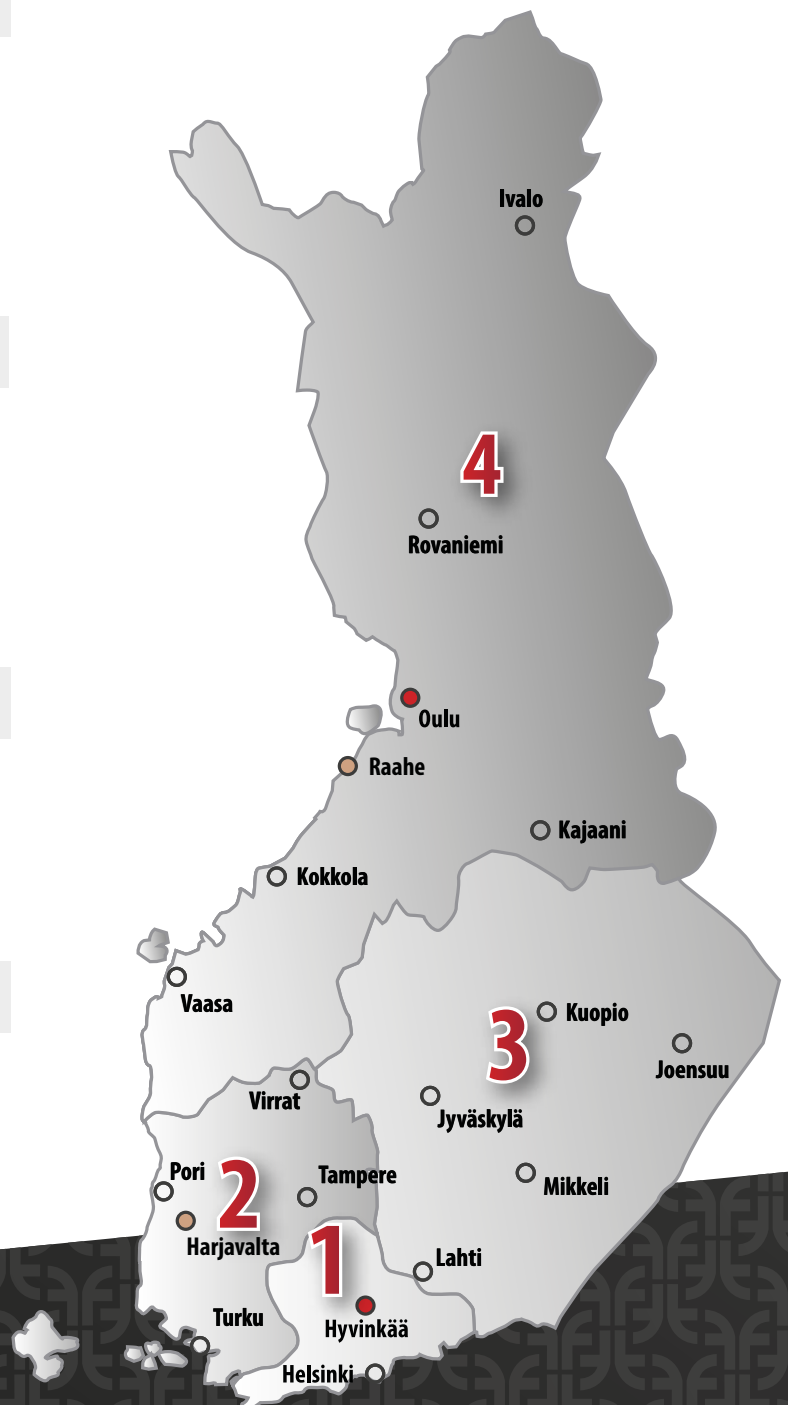 Ivalo
4
Rovaniemi
Oulu
Raahe
Kajaani
Kokkola
Vaasa
3
Kuopio
Joensuu
Virrat
Jyväskylä
Pori
2
Tampere
Mikkeli
Harjavalta
1
Lahti
Turku
Hyvinkää
Helsinki